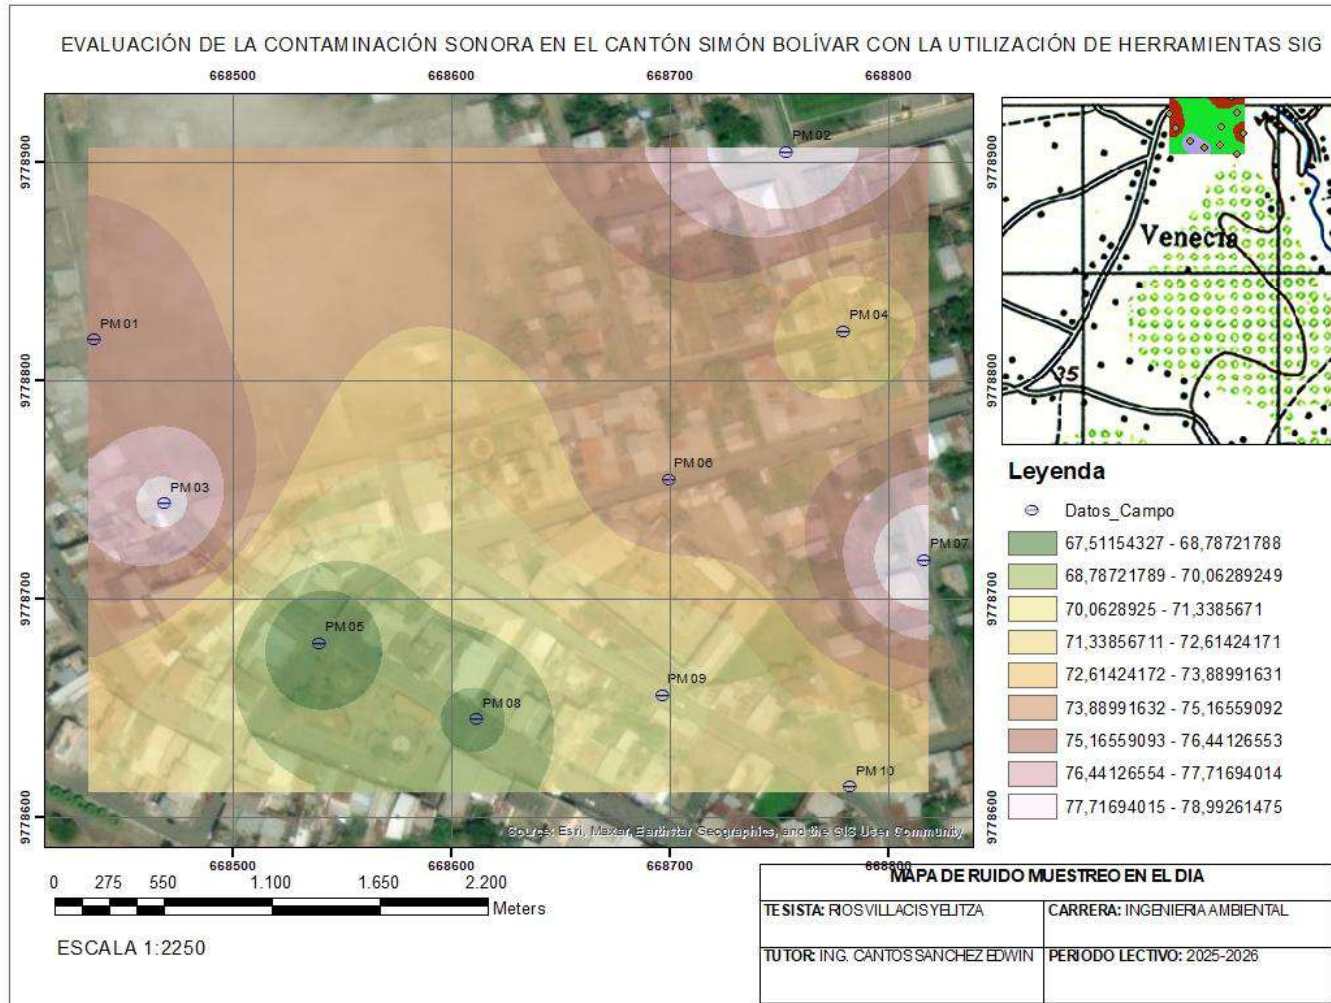 EVALUACIÓN DE LA CONTAMINACIÓN SONORA EN EL CANTÓN SIMÓN BOLÍVAR CON LA UTILIZACIÓN DE HERRAMIENTAS SIG
668500 668600 668700 668800
9778900
9778800
9778700
9778600
PM 02
PM 01
PM 04
PM 06
PM 03
PM 07
PM 05
PM 09
PM 08
PM 10
Source: Esri, Maxar, Earthstar Geographics, and the GIS User Community
668500 668600 668700 668800
9778900
9778800
9778700
9778600
Venecia
35
Leyenda
Datos_Campo
67,51154327 - 68,78721788
68,78721789 - 70,06289249
70,0628925 - 71,3385671
71,33856711 - 72,61424171
72,61424172 - 73,88991631
73,88991632 - 75,16559092
75,16559093 - 76,44126553
76,44126554 - 77,71694014
77,71694015 - 78,99261475
0 275 550 1.100 1.650 2.200
Meters
ESCALA 1:2250
MAPA DE RUIDO MUESTREO EN EL DIA
TESISTA: RIOS VILLACIS YELITZA CARRERA: INGENIERIA AMBIENTAL
TUTOR: ING. CANTOS SANCHEZ EDWIN PERIODO LECTIVO: 2025-2026